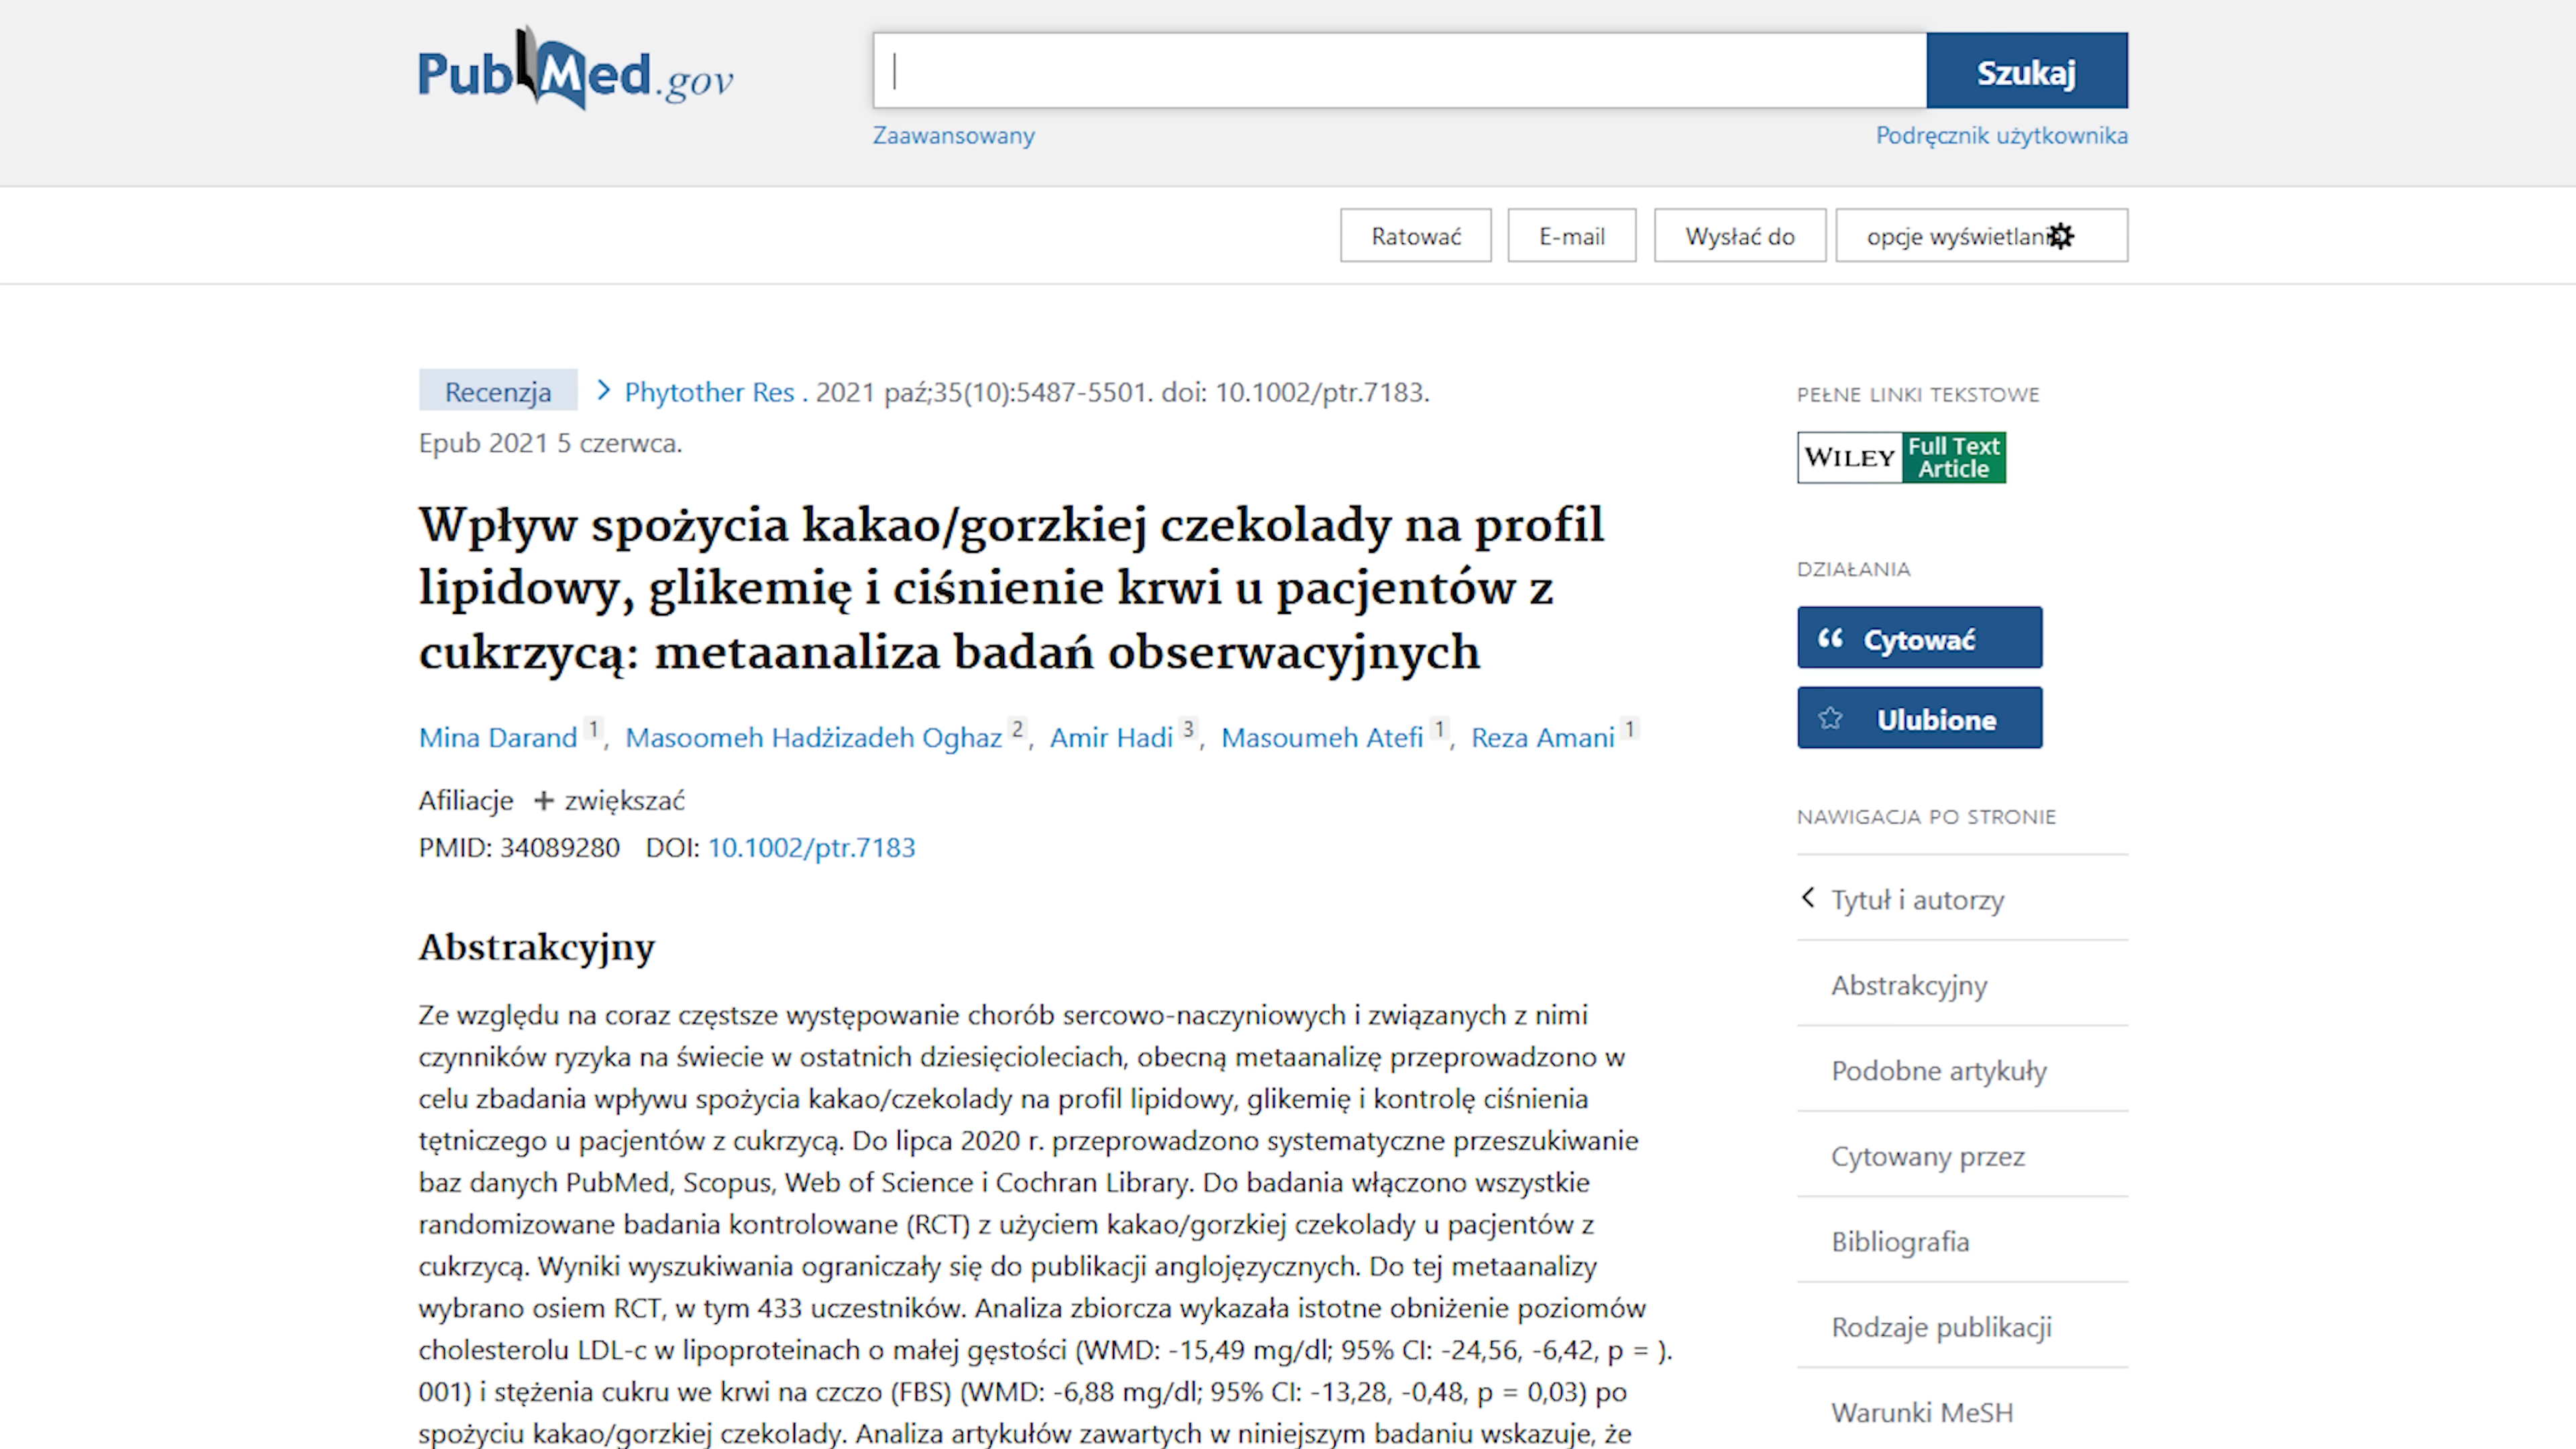 PubMed.gov
Szukaj
Zaawansowany
Podręcznik użytkownika
Ratować
E-mail
Wysłać do
opcje wyświetlani
Recenzja
Phytother Res . 2021 paź;35(10):5487-5501. doi: 10.1002/ptr.7183.
Epub 2021 5 czerwca.
Wpływ spożycia kakao/gorzkiej czekolady na profil
lipidowy, glikemię i ciśnienie krwi u pacjentów z
cukrzycą: metaanaliza badań obserwacyjnych
Mina Darand 1, Masoomeh Hadżizadeh Oghaz 2, Amir Hadi 3, Masoumeh Atefi 1, Reza Amani 1
Afiliacje + zwiększać
PMID: 34089280 DOI: 10.1002/ptr.7183
Abstrakcyjny
Ze względu na coraz częstsze występowanie chorób sercowo-naczyniowych i związanych z nimi
czynników ryzyka na świecie w ostatnich dziesięcioleciach, obecną metaanalizę przeprowadzono w
celu zbadania wpływu spożycia kakao/czekolady na profil lipidowy, glikemię i kontrolę ciśnienia
tętniczego u pacjentów z cukrzycą. Do lipca 2020 r. przeprowadzono systematyczne przeszukiwanie
baz danych PubMed, Scopus, Web of Science i Cochran Library. Do badania włączono wszystkie
randomizowane badania kontrolowane (RCT) z użyciem kakao/gorzkiej czekolady u pacjentów z
cukrzycą. Wyniki wyszukiwania ograniczały się do publikacji anglojęzycznych. Do tej metaanalizy
wybrano osiem RCT, w tym 433 uczestników. Analiza zbiorcza wykazała istotne obniżenie poziomów
cholesterolu LDL-c w lipoproteinach o małej gęstości (WMD: -15,49 mg/dl; 95% CI: -24,56, -6,42, p = ).
001) i stężenia cukru we krwi na czczo (FBS) (WMD: -6,88 mg/dl; 95% CI: -13,28, -0,48, p = 0,03) po
spożyciu kakao/gorzkiej czekolady. Analiza artykułów zawartych w niniejszym badaniu wskazuje, że
PEŁNE LINKI TEKSTOWE
WILEY Full Text
Article
DZIAŁANIA
Cytować
Ulubione
NAWIGACJA PO STRONIE
Tytuł i autorzy
Abstrakcyjny
Podobne artykuły
Cytowany przez
Bibliografia
Rodzaje publikacji
Warunki MeSH